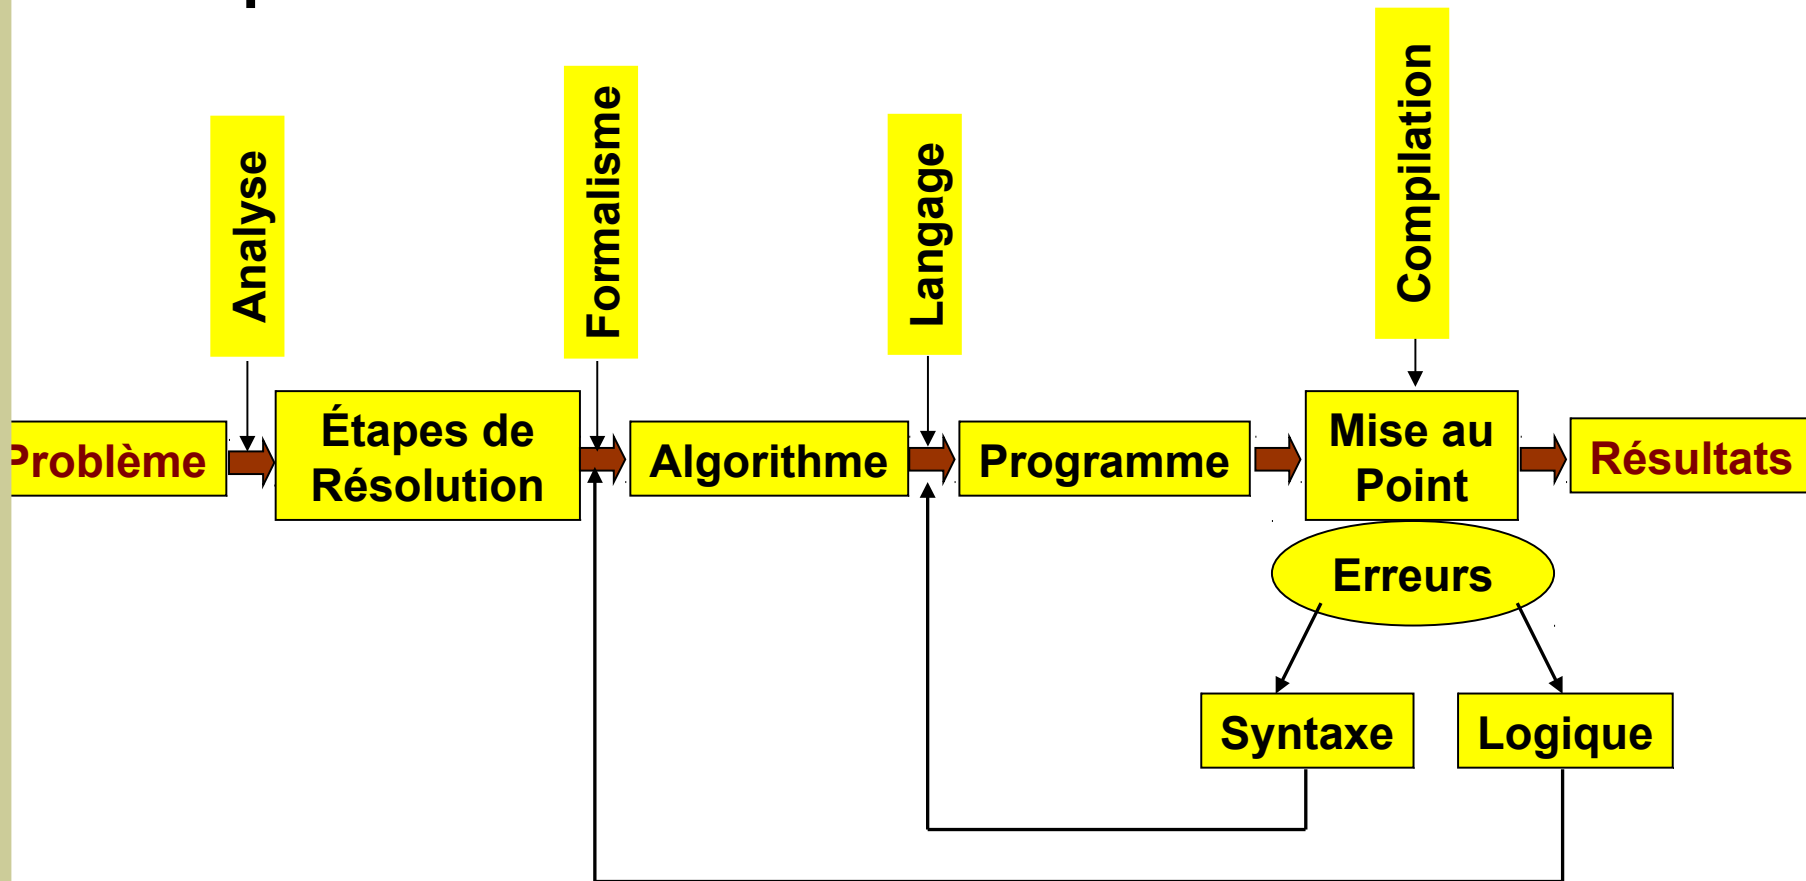 Analyse
Formalisme
Langage
Compilation
Problème
Étapes de
Résolution
Algorithme
Programme
Mise au
Point
Résultats
Erreurs
Syntaxe
Logique